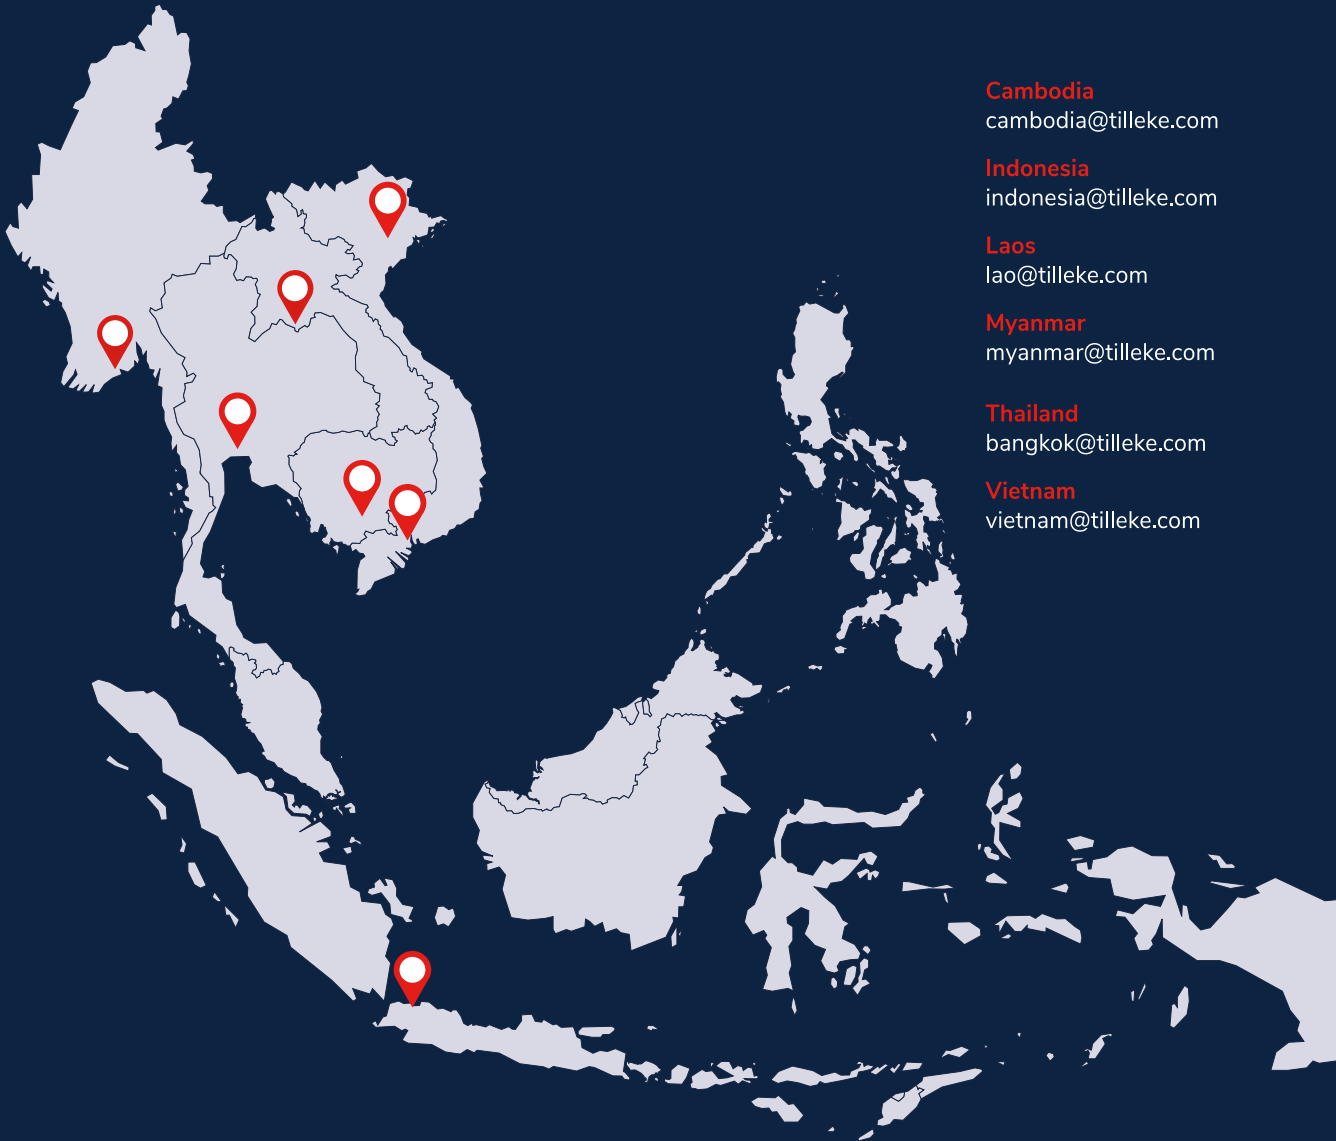 Cambodia
cambodia@tilleke.com
Indonesia
indonesia@tilleke.com
Laos
lao@tilleke.com
Myanmar
myanmar@tilleke.com
Thailand
bangkok@tilleke.com
Vietnam
vietnam@tilleke.com